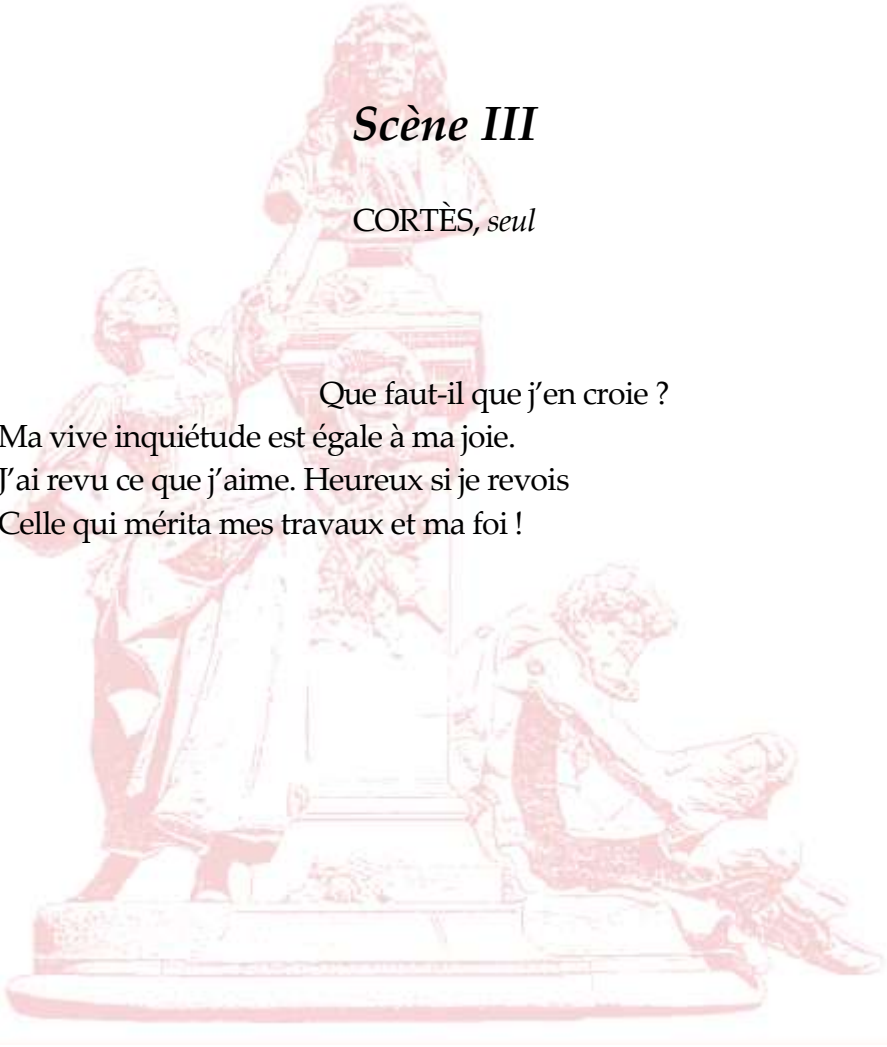 Scène III
CORTÈS, seul
Que faut-il que j’en croie ?
Ma vive inquiétude est égale à ma joie.
J’ai revu ce que j’aime. Heureux si je revois
Celle qui mérita mes travaux et ma foi !